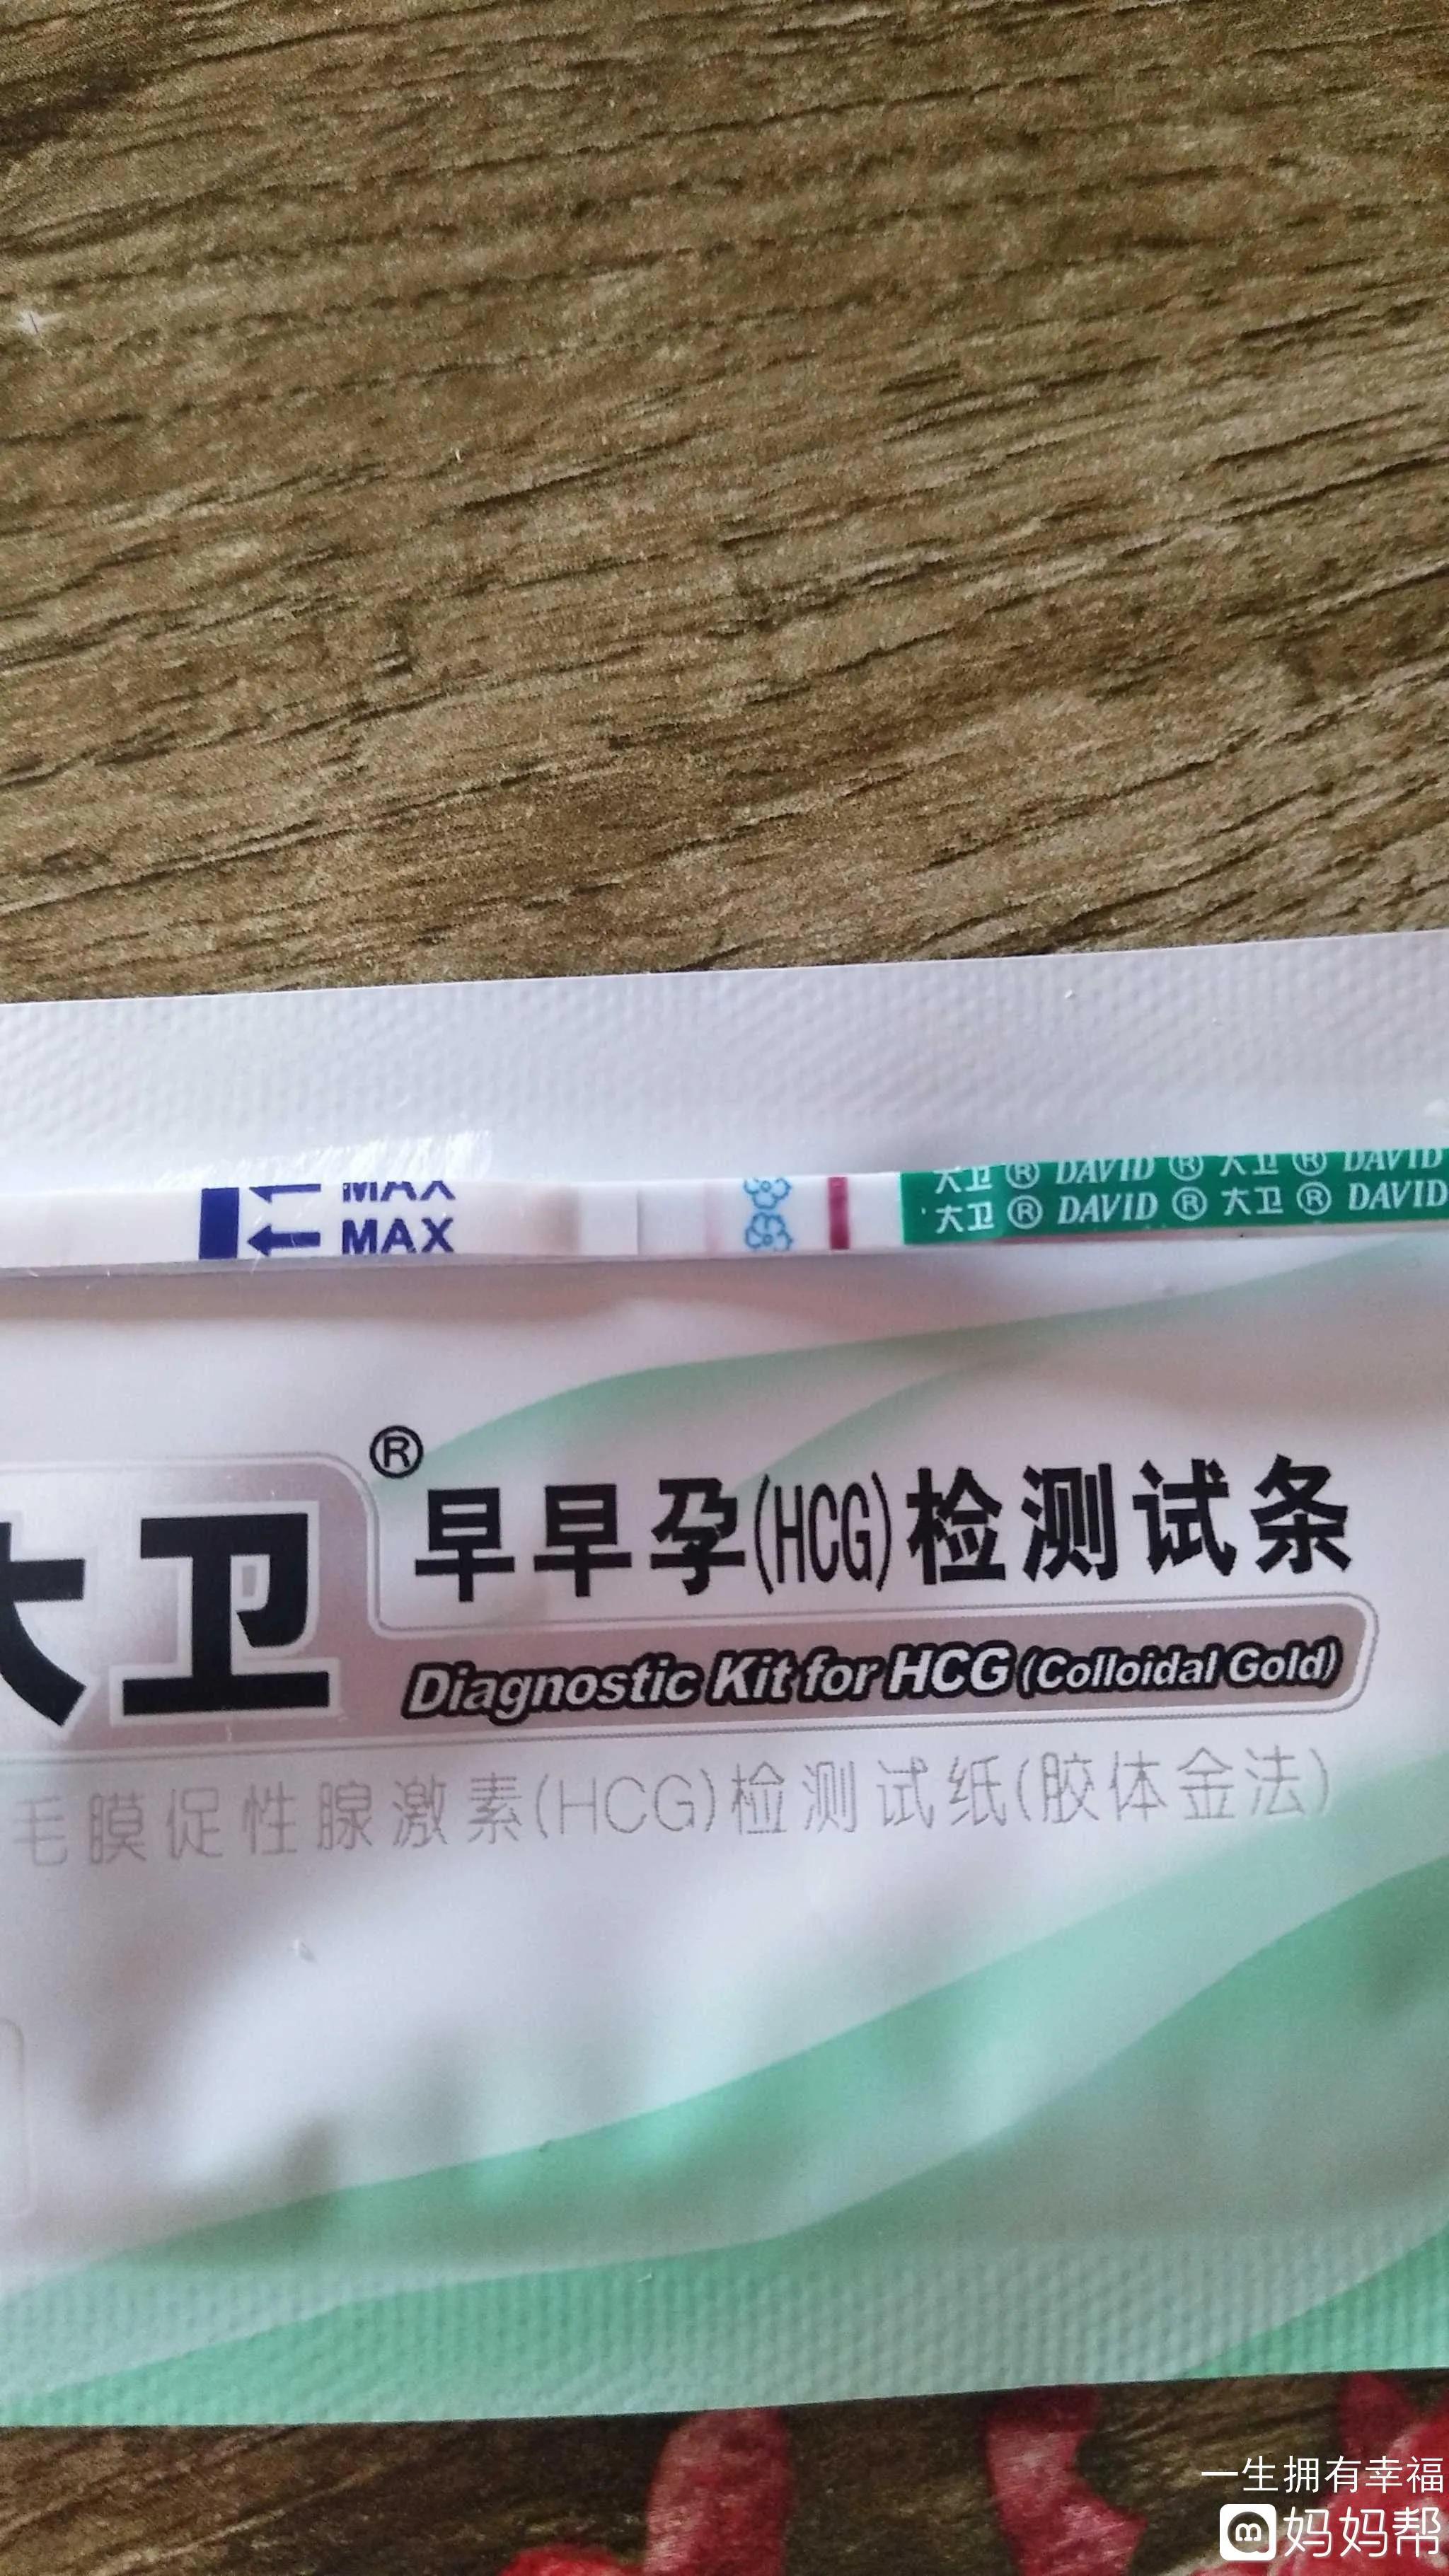 MAX
MAX
大卫 ® DAVID ® 大卫 ® DAVID
大卫 ® DAVID ® 大卫 ® DAVID
大卫®
早早孕(HCG)检测试条
Diagnostic Kit for HCG (Colloidal Gold)
毛膜促性腺激素(HCG)检测试纸(胶体金法)
一生拥有幸福
妈妈帮